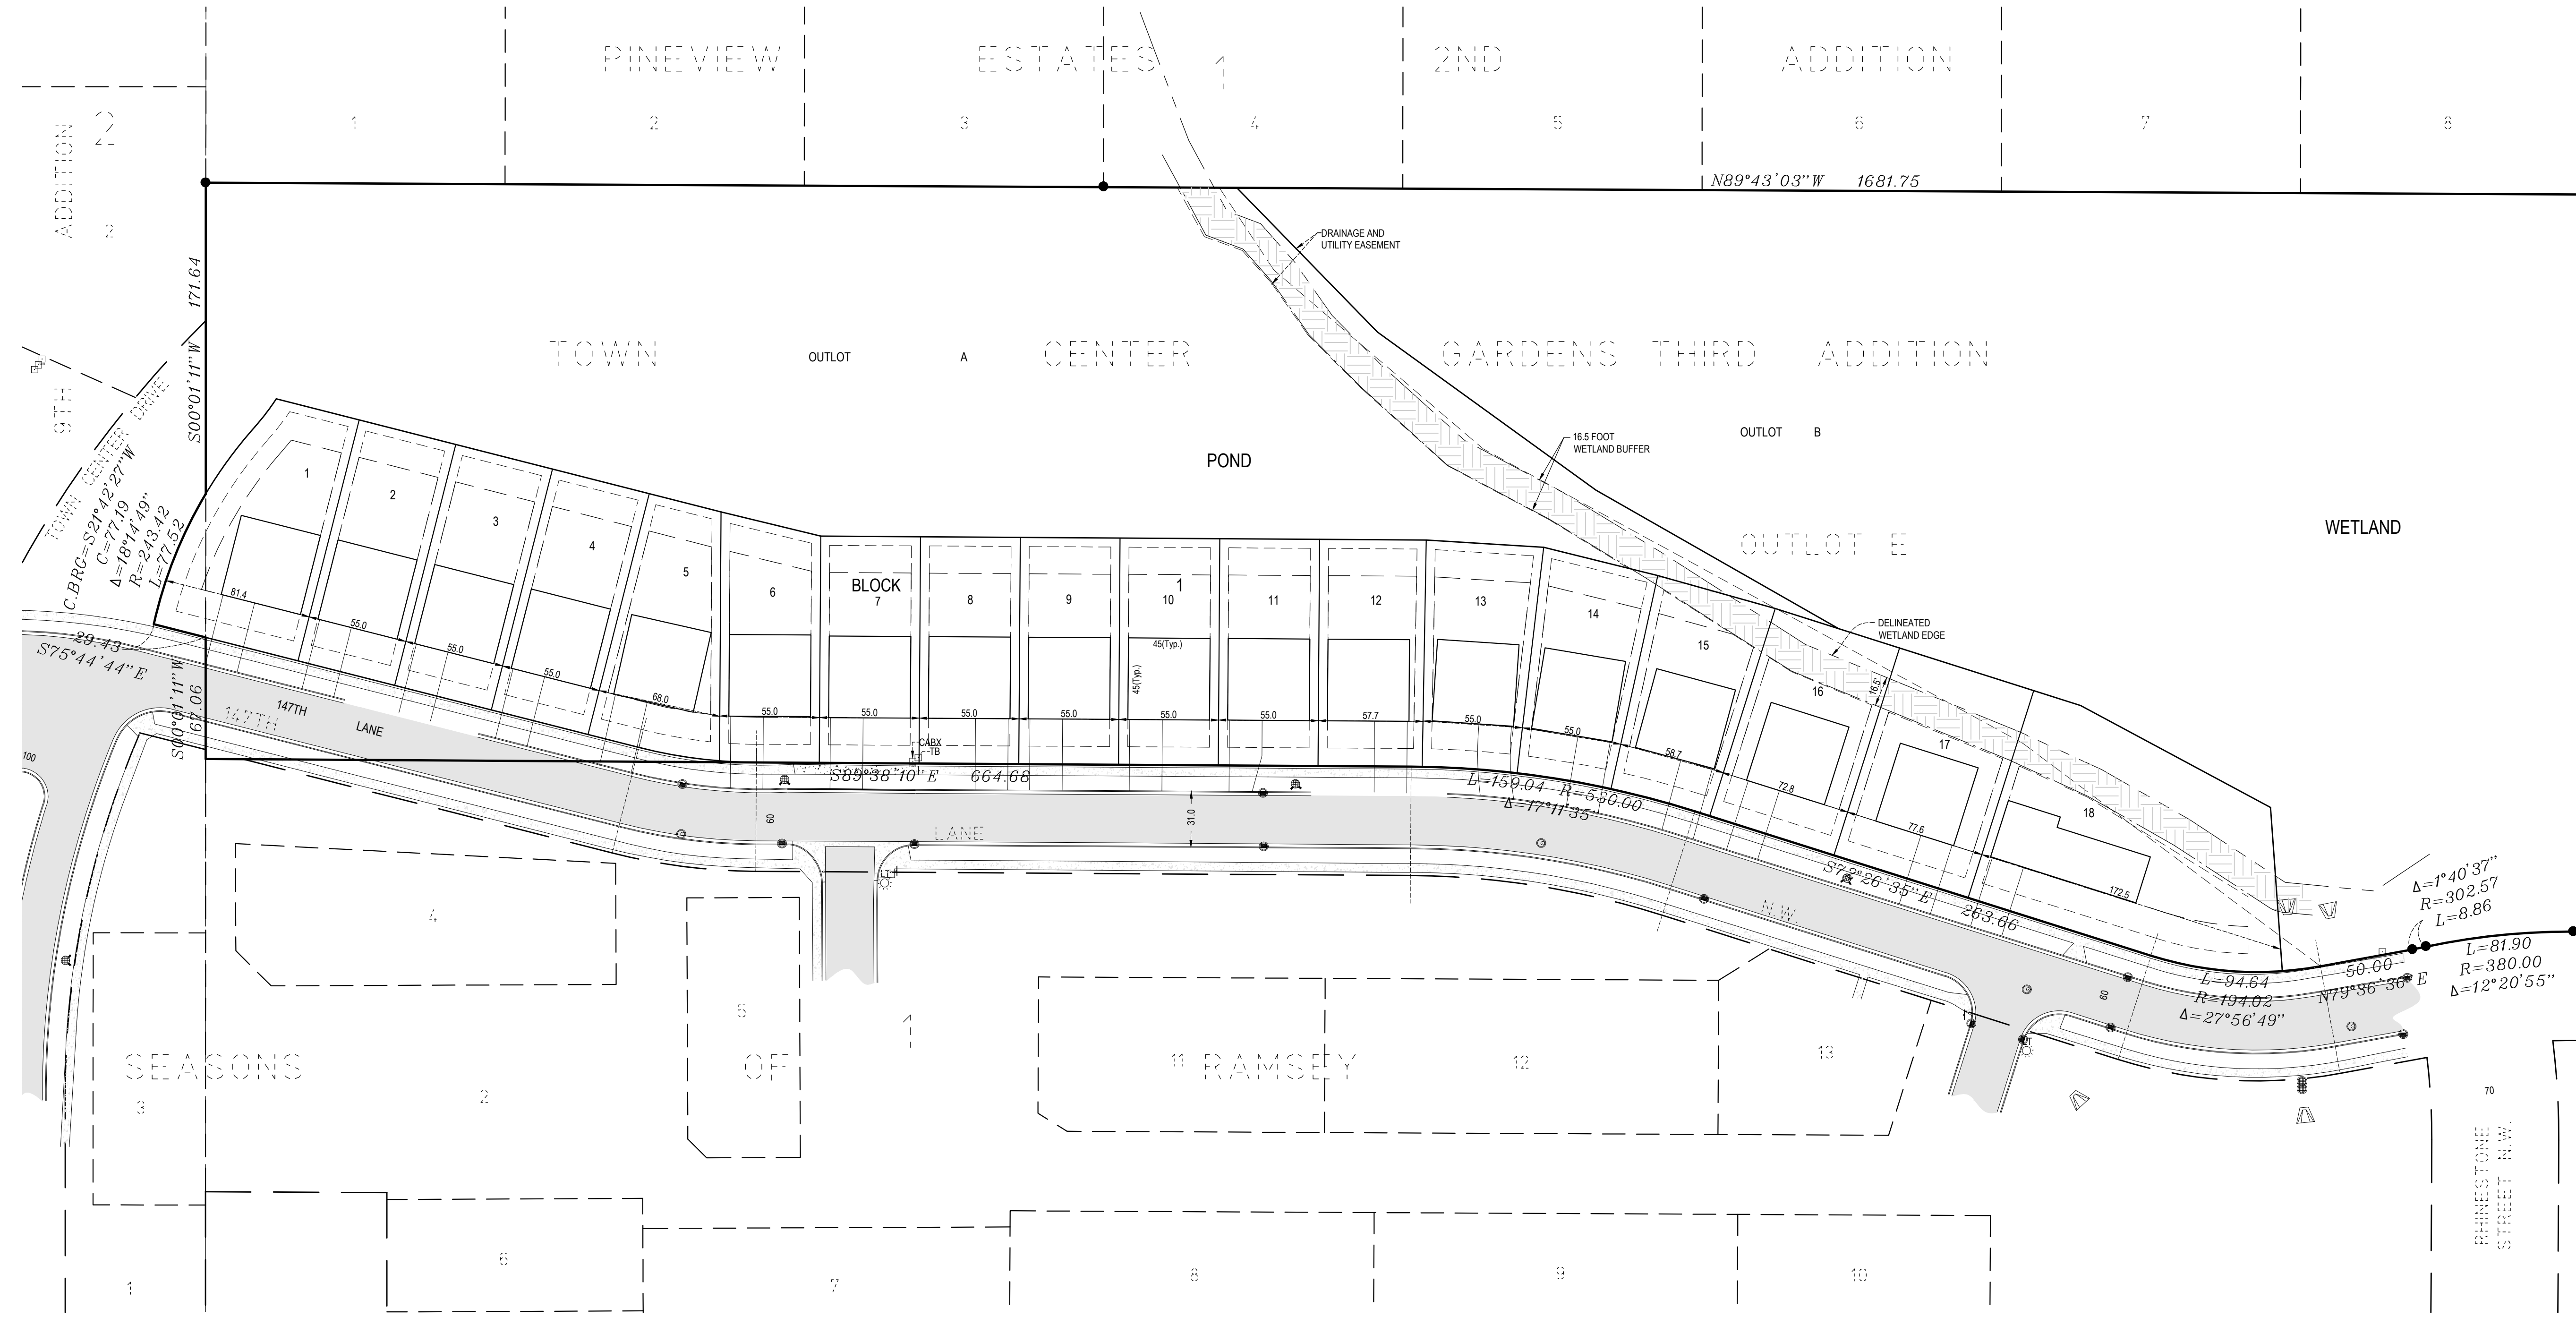 PINEVIEW ESTATES 1 2ND ADDITION
1 2 3 4 5 6 7 8
ADDITION
2
2
9TH
N89°43'03"W 1681.75
DRAINAGE AND
UTILITY EASEMENT
S00°01'11"W 171.64
TOWN CENTER GARDENS THIRD ADDITION
OUTLOT A
POND
16.5 FOOT
WETLAND BUFFER
OUTLOT B
OUTLOT E
WETLAND
TOWN CENTER DRIVE
C.BRG=S21°42'27"W
C=77.19
Δ=18°14'49"
R=243.42
L=77.52
1 2 3 4 5 6
BLOCK 1
7 8 9 10 11 12 13 14 15 16 17 18
DELINEATED
WETLAND EDGE
16.5'
45(Typ.)
45(Typ.)
81.4 55.0 55.0 55.0 68.0 55.0 55.0 55.0 55.0 55.0 55.0 57.7 55.0 55.0 58.7 72.8 77.6 172.5
29.43
S75°44'44"E
S00°01'11"W
67.06
147TH
147TH LANE
100
CABX
TB
S89°38'10"E 664.68
L=159.04 R=530.00
Δ=17°11'35"
S72°26'35"E 263.66
60
31.0
LANE
N.W.
LT
LT
60
L=94.64
R=194.02
Δ=27°56'49"
50.00
N79°36'36"E
Δ=1°40'37"
R=302.57
L=8.86
L=81.90
R=380.00
Δ=12°20'55"
4
5
1
SEASONS OF RAMSEY
3
2
11
12
13
70
RHINESTONE
STREET N.W.
1
6
7
8
9
10